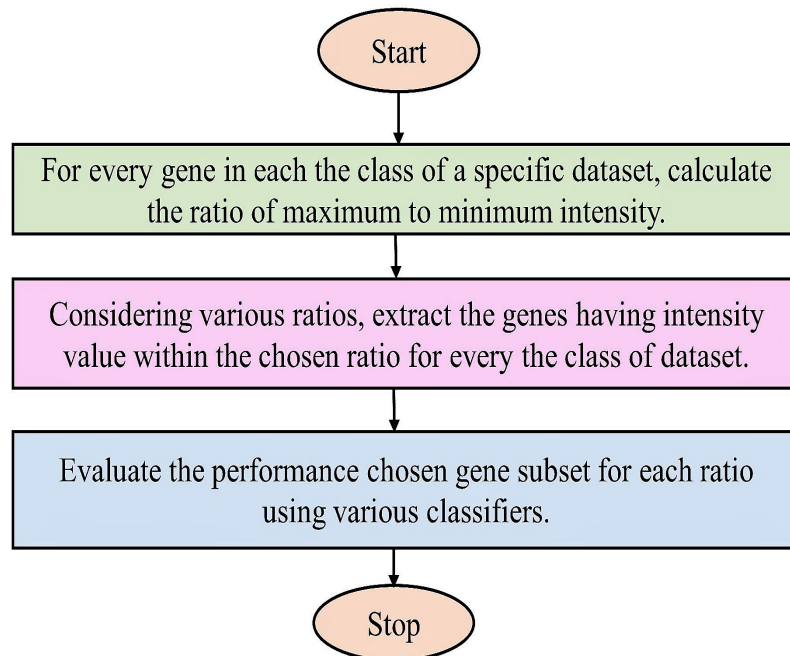 Start
For every gene in each the class of a specific dataset, calculate
the ratio of maximum to minimum intensity.
Considering various ratios, extract the genes having intensity
value within the chosen ratio for every the class of dataset.
Evaluate the performance chosen gene subset for each ratio
using various classifiers.
Stop